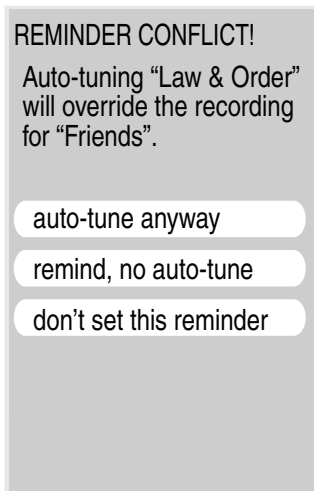 REMINDER CONFLICT!
Auto-tuning “Law & Order”
will override the recording
for “Friends”.
auto-tune anyway
remind, no auto-tune
don’t set this reminder